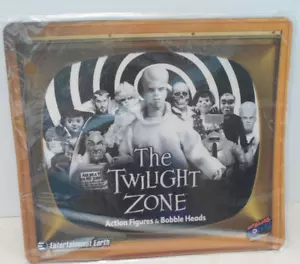 The
TWILIGHT
ZONE
Action Figures & Bobble Heads
Entertainment Earth